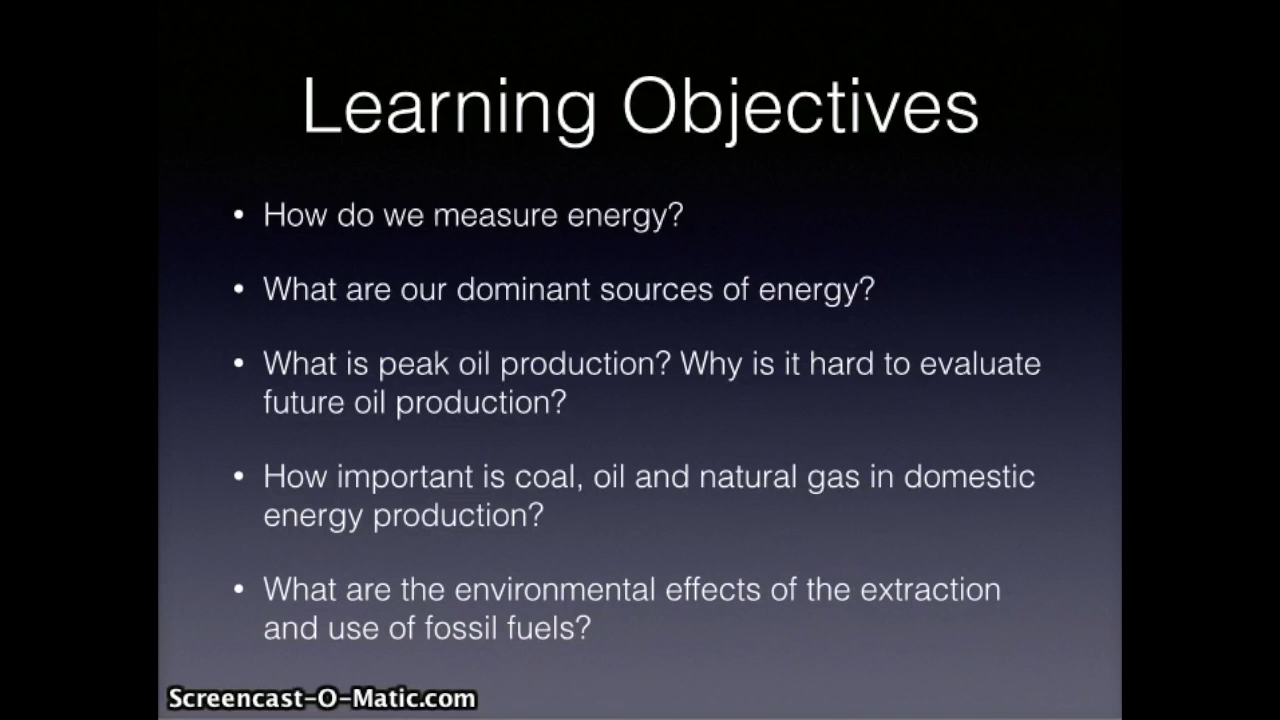 Learning Objectives
• How do we measure energy?
• What are our dominant sources of energy?
• What is peak oil production? Why is it hard to evaluate
future oil production?
• How important is coal, oil and natural gas in domestic
energy production?
• What are the environmental effects of the extraction
and use of fossil fuels?
Screencast-O-Matic.com